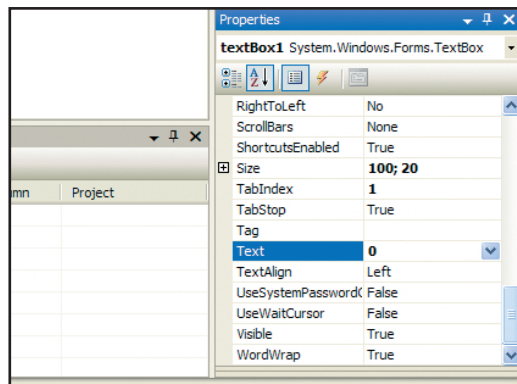 Properties
textBox1 System.Windows.Forms.TextBox
RightToLeft No
ScrollBars None
ShortcutsEnabled True
Size 100; 20
TabIndex 1
TabStop True
Tag
Text 0
TextAlign Left
UseSystemPassword False
UseWaitCursor False
Visible True
WordWrap True
mn Project